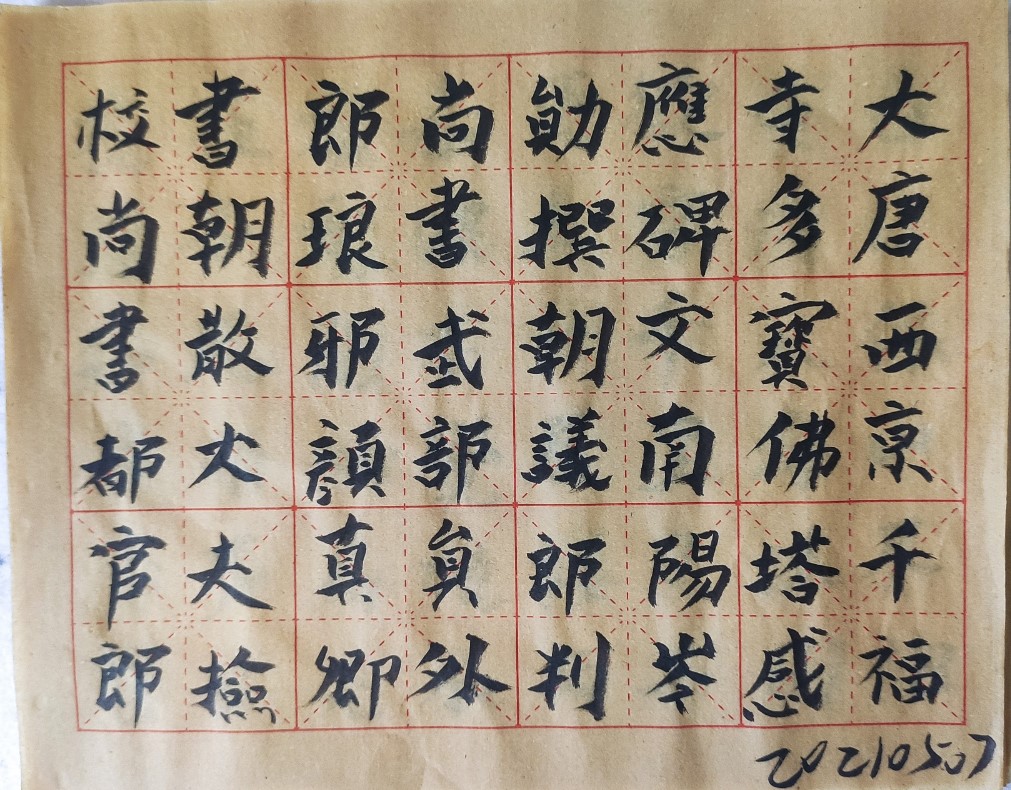 大唐西京千福
寺多寶佛塔感
應碑文南陽岑
勛撰朝議郎判
尚書武部員外
郎琅邪顏真卿
書朝散大夫撿
校尚書都官郎
20210507